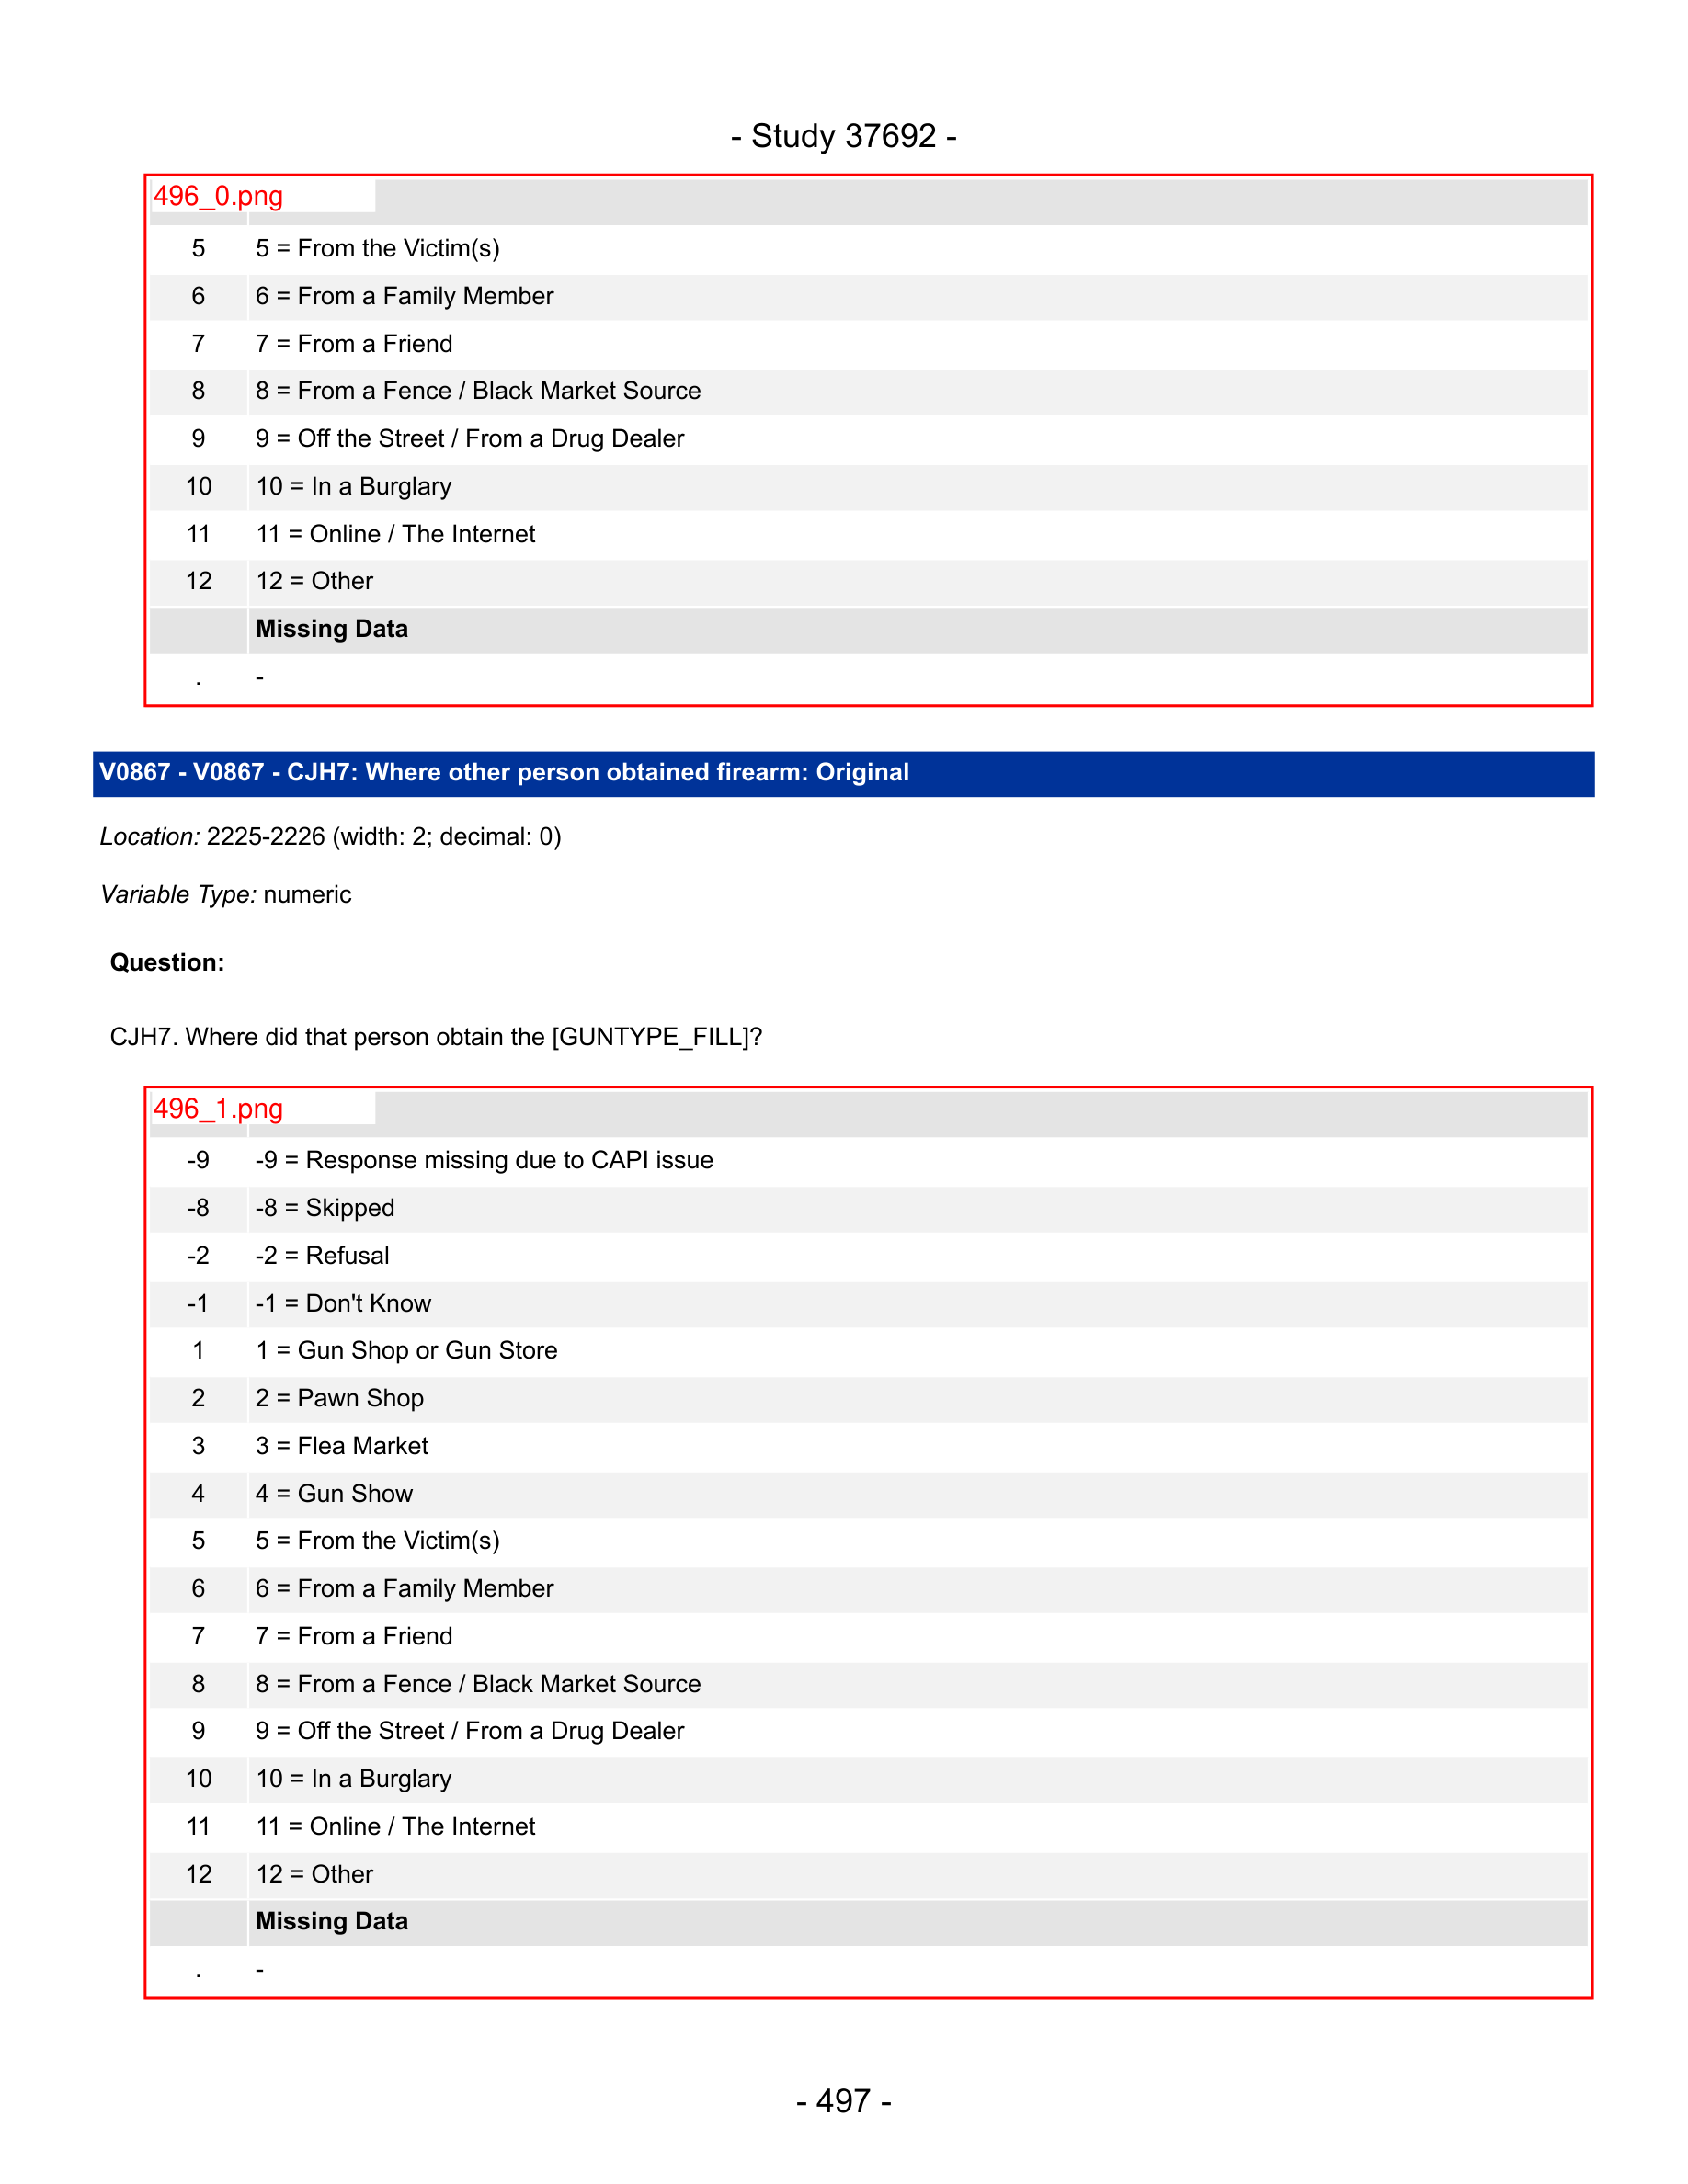 - Study 37692 -
496_0.png
5 5 = From the Victim(s)
6 6 = From a Family Member
7 7 = From a Friend
8 8 = From a Fence / Black Market Source
9 9 = Off the Street / From a Drug Dealer
10 10 = In a Burglary
11 11 = Online / The Internet
12 12 = Other
Missing Data
. -
V0867 - V0867 - CJH7: Where other person obtained firearm: Original
Location: 2225-2226 (width: 2; decimal: 0)
Variable Type: numeric
Question:
CJH7. Where did that person obtain the [GUNTYPE_FILL]?
496_1.png
-9 -9 = Response missing due to CAPI issue
-8 -8 = Skipped
-2 -2 = Refusal
-1 -1 = Don't Know
1 1 = Gun Shop or Gun Store
2 2 = Pawn Shop
3 3 = Flea Market
4 4 = Gun Show
5 5 = From the Victim(s)
6 6 = From a Family Member
7 7 = From a Friend
8 8 = From a Fence / Black Market Source
9 9 = Off the Street / From a Drug Dealer
10 10 = In a Burglary
11 11 = Online / The Internet
12 12 = Other
Missing Data
. -
- 497 -